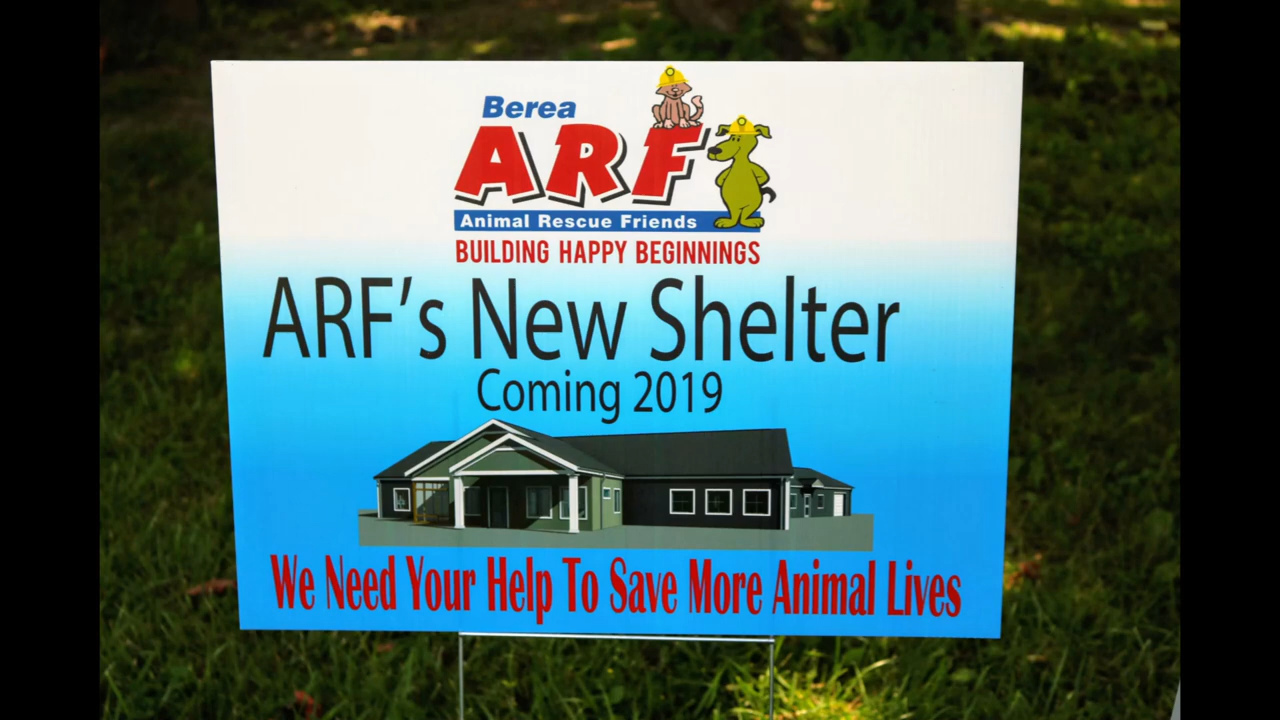 Berea
ARF
Animal Rescue Friends
BUILDING HAPPY BEGINNINGS
ARF's New Shelter
Coming 2019
We Need Your Help To Save More Animal Lives